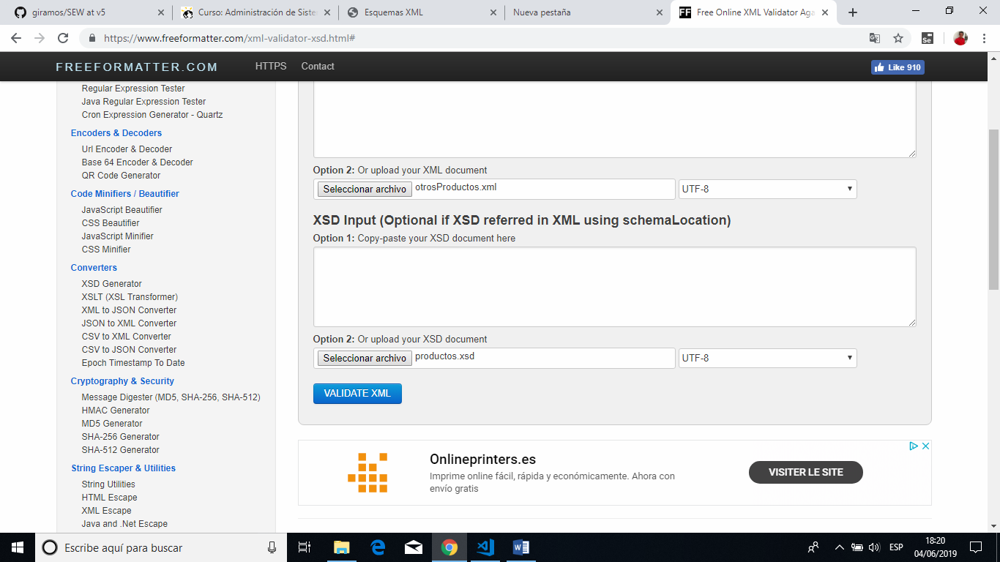 giramos/SEW at v5
Curso: Administración de Siste
Esquemas XML
Nueva pestaña
Free Online XML Validator Aga
https://www.freeformatter.com/xml-validator-xsd.html#
FREEFORMATTER.COM
HTTPS
Contact
Like 910
Regular Expression Tester
Java Regular Expression Tester
Cron Expression Generator - Quartz
Encoders & Decoders
Url Encoder & Decoder
Base 64 Encoder & Decoder
QR Code Generator
Code Minifiers / Beautifier
JavaScript Beautifier
CSS Beautifier
JavaScript Minifier
CSS Minifier
Converters
XSD Generator
XSLT (XSL Transformer)
XML to JSON Converter
JSON to XML Converter
CSV to XML Converter
CSV to JSON Converter
Epoch Timestamp To Date
Cryptography & Security
Message Digester (MD5, SHA-256, SHA-512)
HMAC Generator
MD5 Generator
SHA-256 Generator
SHA-512 Generator
String Escaper & Utilities
String Utilities
HTML Escape
XML Escape
Java and .Net Escape
Option 2: Or upload your XML document
Seleccionar archivo otrosProductos.xml
UTF-8
XSD Input (Optional if XSD referred in XML using schemaLocation)
Option 1: Copy-paste your XSD document here
Option 2: Or upload your XSD document
Seleccionar archivo productos.xsd
UTF-8
VALIDATE XML
Onlineprinters.es
Imprime online fácil, rápida y económicamente. Ahora con
envío gratis
VISITER LE SITE
Escribe aquí para buscar
ESP
18:20
04/06/2019